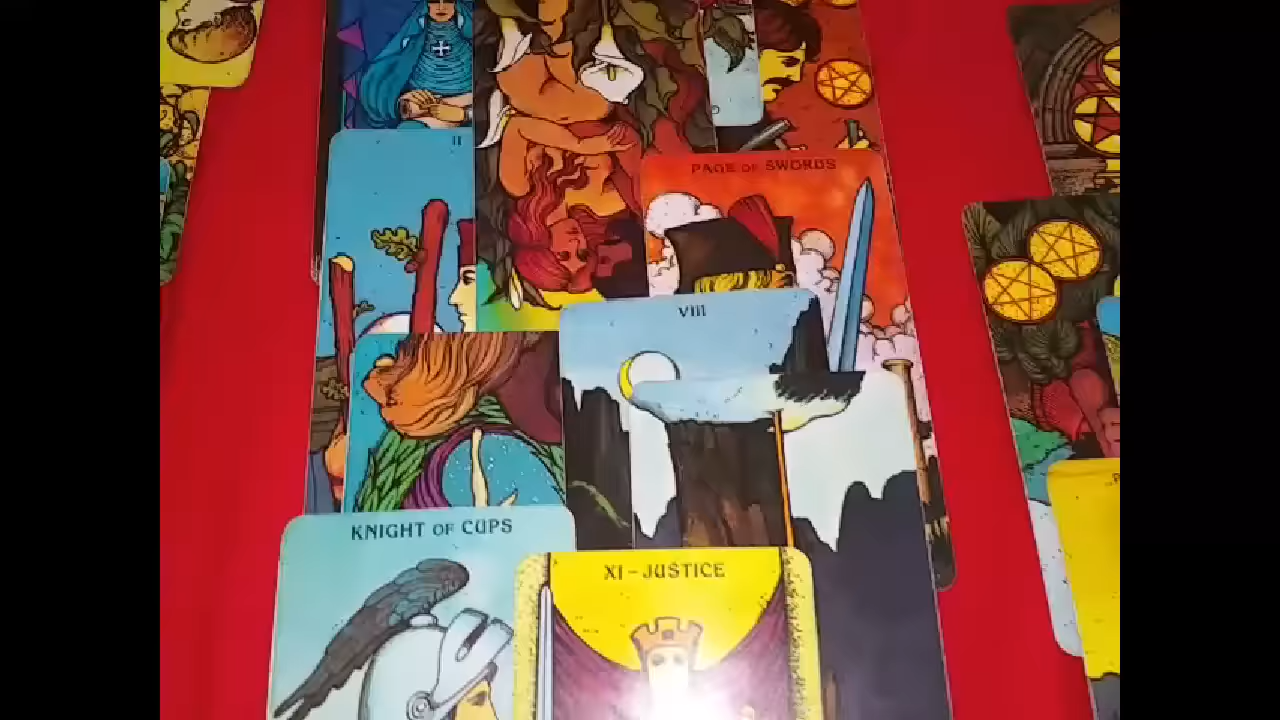 II
PAGE OF SWORDS
VIII
KNIGHT OF CUPS
XI - JUSTICE